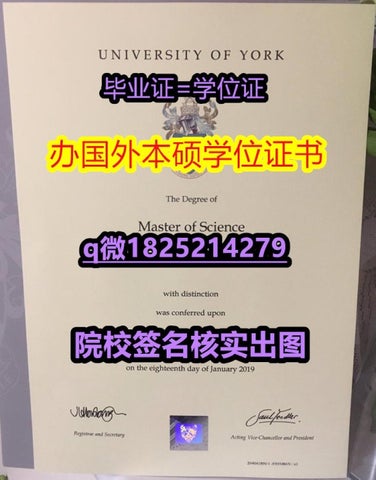 UNIVERSITY OF YORK
毕业证=学位证
办国外本硕学位证书
The Degree of
Master of Science
q微1825214279
with distinction
was conferred upon
院校签名核实出图
on the eighteenth day of January 2019
Registrar and Secretary
Acting Vice-Chancellor and President